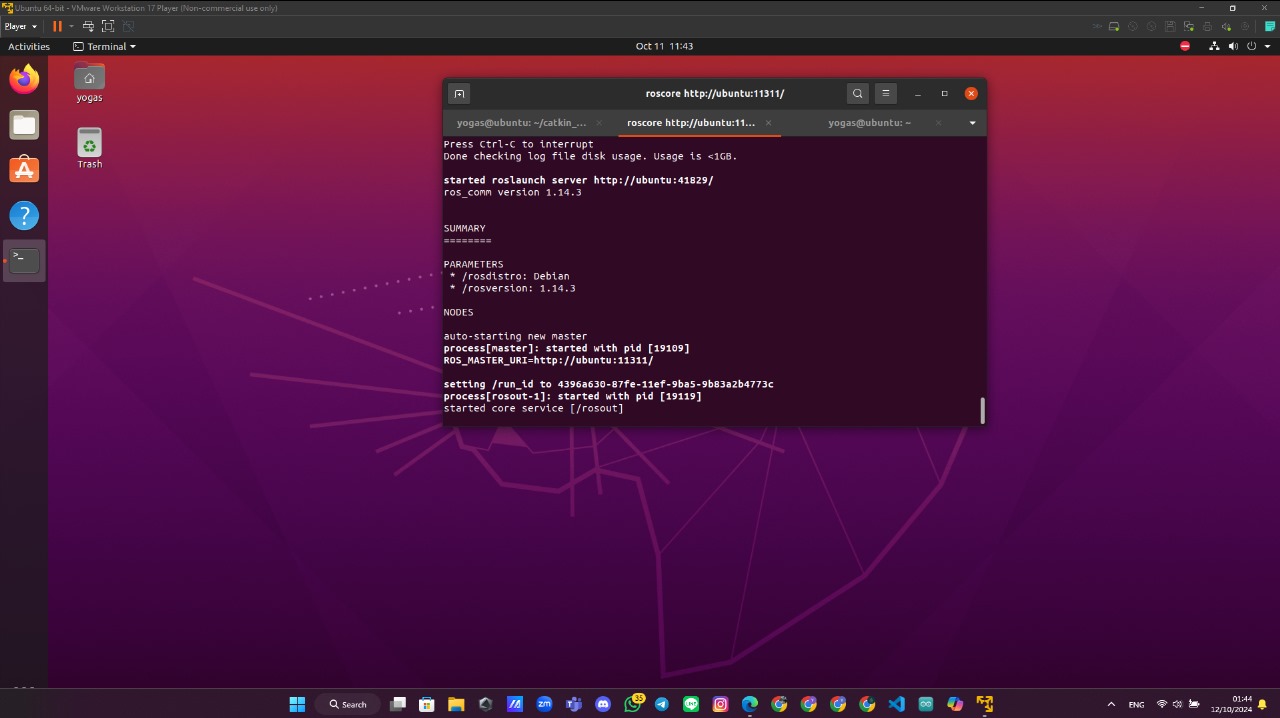 Ubuntu 64-bit - VMware Workstation 17 Player (Non-commercial use only)
Player
Activities
Terminal
Oct 11 11:43
yogas
Trash
roscore http://ubuntu:11311/
yogas@ubuntu: ~/catkin_...
roscore http://ubuntu:11...
yogas@ubuntu: ~
Press Ctrl-C to interrupt
Done checking log file disk usage. Usage is <1GB.
started roslaunch server http://ubuntu:41829/
ros_comm version 1.14.3
SUMMARY
========
PARAMETERS
* /rosdistro: Debian
* /rosversion: 1.14.3
NODES
auto-starting new master
process[master]: started with pid [19109]
ROS_MASTER_URI=http://ubuntu:11311/
setting /run_id to 4396a630-87fe-11ef-9ba5-9b83a2b4773c
process[rosout-1]: started with pid [19119]
started core service [/rosout]
Search
zm
35
ENG
01:44
12/10/2024